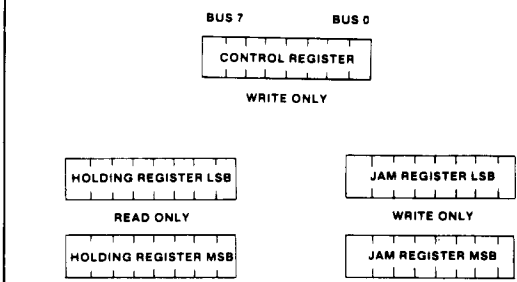 BUS 7 BUS 0
CONTROL REGISTER
WRITE ONLY
HOLDING REGISTER LSB JAM REGISTER LSB
READ ONLY WRITE ONLY
HOLDING REGISTER MSB JAM REGISTER MSB